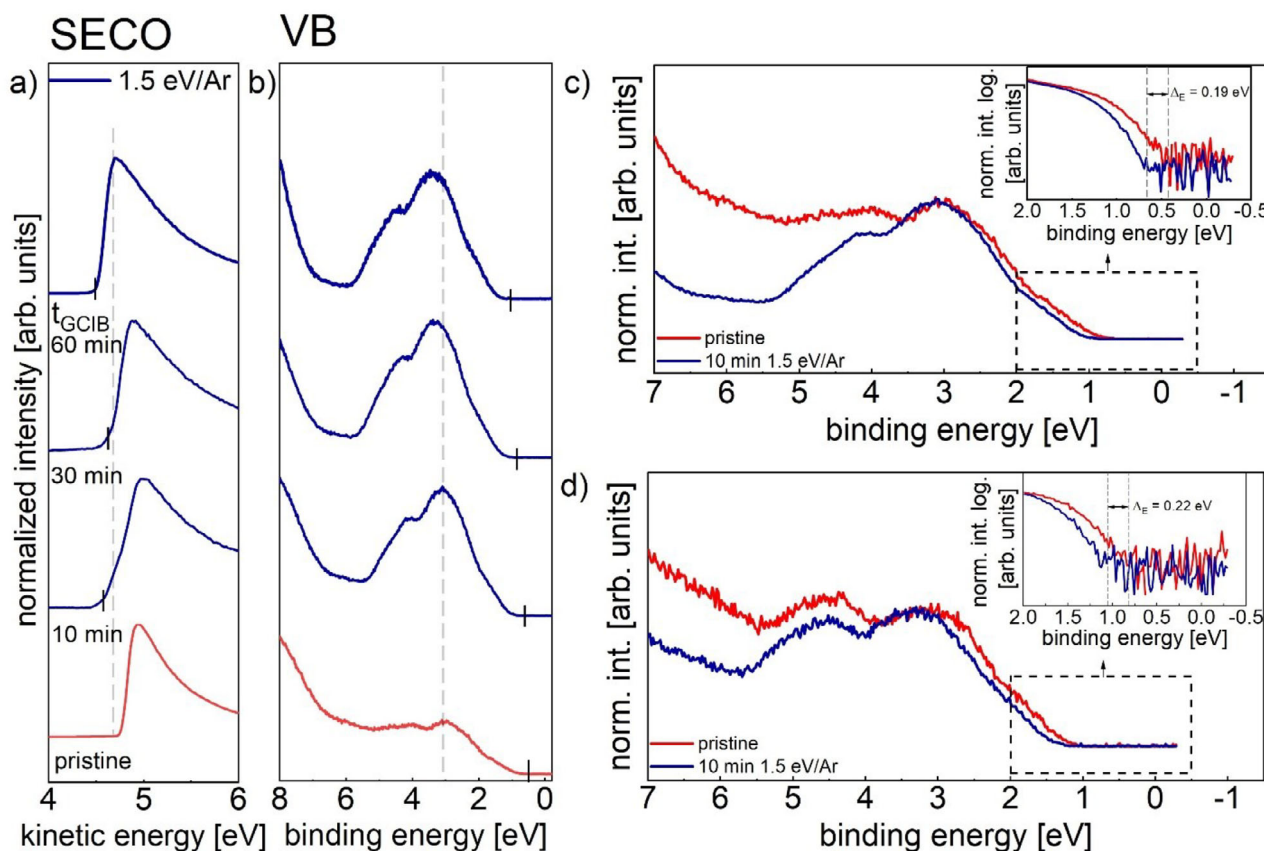 SECO
VB
a)
1.5 eV/Ar
b)
normalized intensity [arb. units]
t_GCIB
60 min
30 min
10 min
pristine
4 5 6
kinetic energy [eV]
8 6 4 2 0
binding energy [eV]
c)
norm. int. [arb. units]
pristine
10 min 1.5 eV/Ar
7 6 5 4 3 2 1 0 -1
binding energy [eV]
norm. int. log.
[arb. units]
Δ_E = 0.19 eV
2.0 1.5 1.0 0.5 0.0 -0.5
binding energy [eV]
d)
norm. int. [arb. units]
pristine
10 min 1.5 eV/Ar
7 6 5 4 3 2 1 0 -1
binding energy [eV]
norm. int. log.
[arb. units]
Δ_E = 0.22 eV
2.0 1.5 1.0 0.5 0.0 -0.5
binding energy [eV]